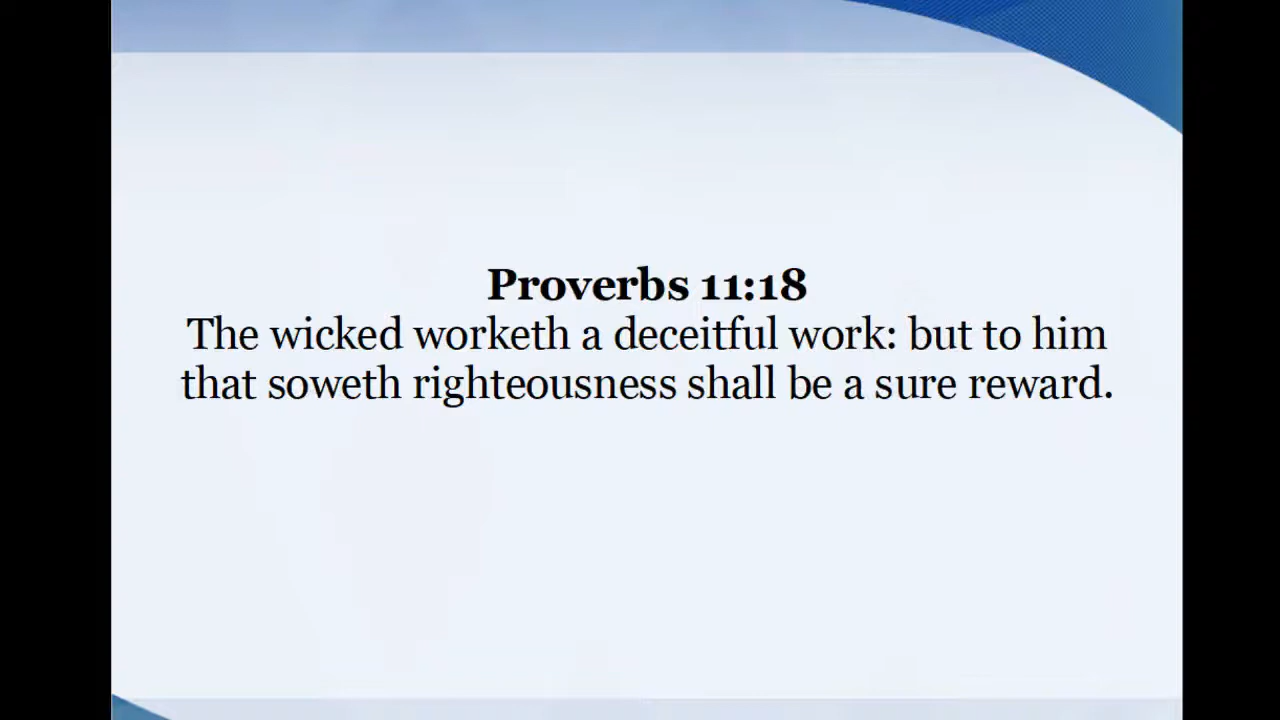 Proverbs 11:18
The wicked worketh a deceitful work: but to him
that soweth righteousness shall be a sure reward.